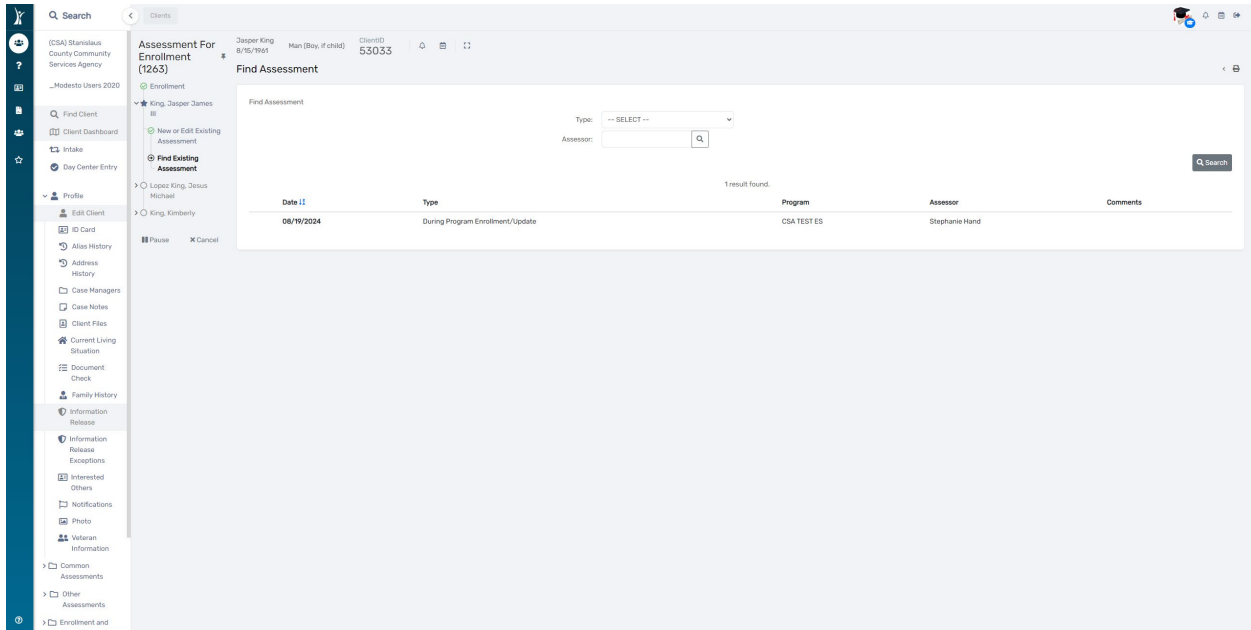 Search
(CSA) Stanislaus
County Community
Services Agency
_Modesto Users 2020
Find Client
Client Dashboard
Intake
Day Center Entry
Profile
Edit Client
ID Card
Alias History
Address
History
Case Managers
Case Notes
Client Files
Current Living
Situation
Document
Check
Family History
Information
Release
Information
Release
Exceptions
Interested
Others
Notifications
Photo
Veteran
Information
Common
Assessments
Other
Assessments
Enrollment and
Clients
Assessment For
Enrollment
(1263)
Enrollment
King, Jasper James
III
New or Edit Existing
Assessment
Find Existing
Assessment
Lopez King, Jesus
Michael
King, Kimberly
Pause Cancel
Jasper King
8/15/1961
Man (Boy, if child)
ClientID
53033
Find Assessment
Find Assessment
Type: -- SELECT --
Assessor:
Search
1 result found.
Date Type Program Assessor Comments
08/19/2024 During Program Enrollment/Update CSA TEST ES Stephanie Hand